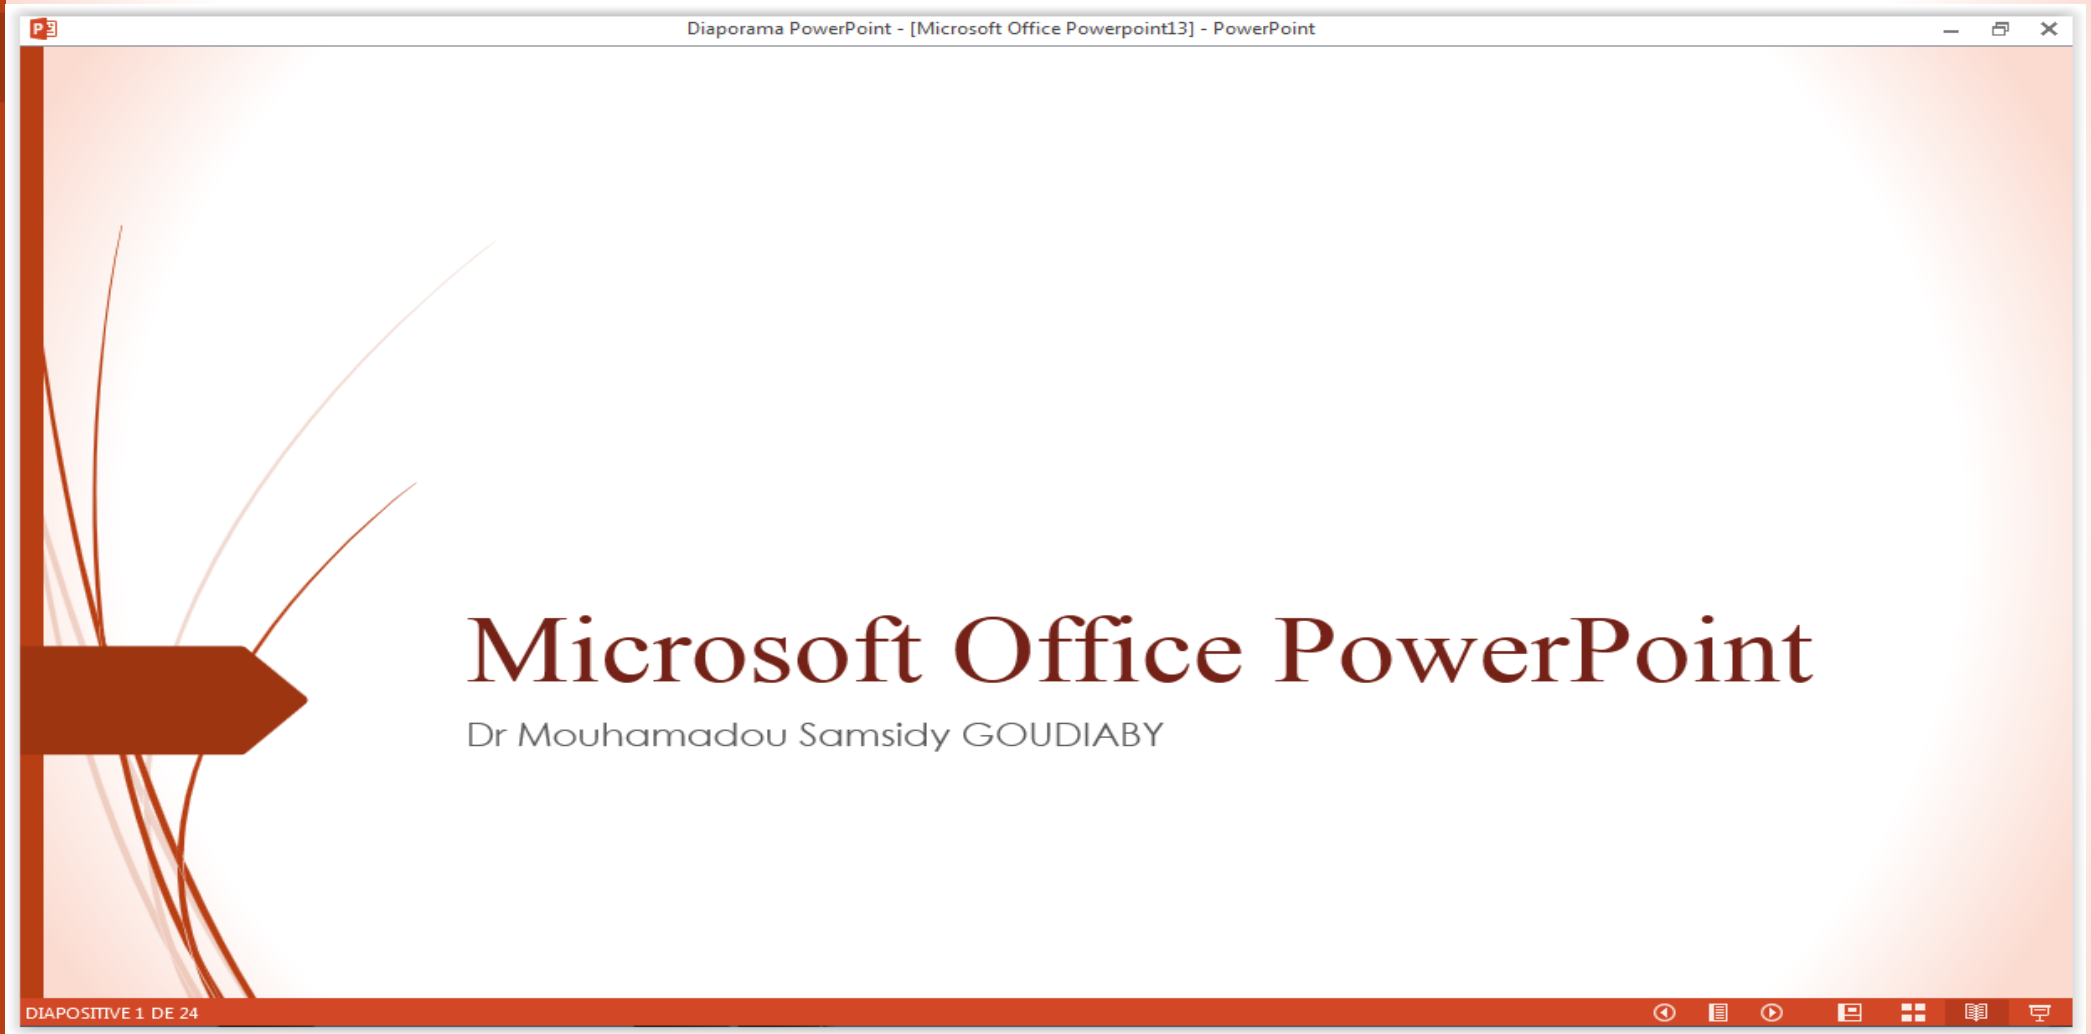 Diaporama PowerPoint - [Microsoft Office Powerpoint13] - PowerPoint
Microsoft Office PowerPoint
Dr Mouhamadou Samsidy GOUDIABY
DIAPOSITIVE 1 DE 24